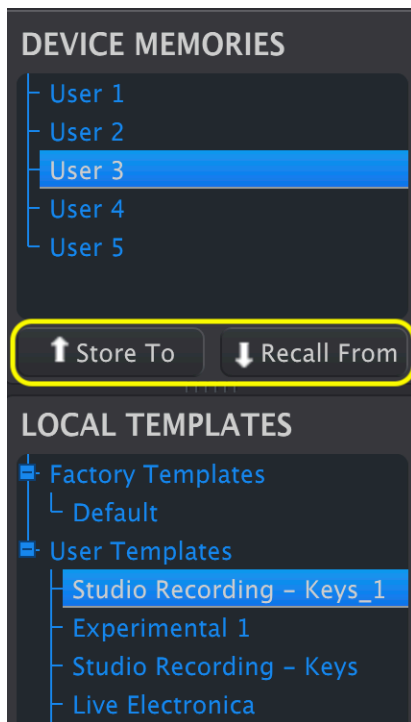 DEVICE MEMORIES
User 1
User 2
User 3
User 4
User 5
Store To
Recall From
LOCAL TEMPLATES
Factory Templates
Default
User Templates
Studio Recording – Keys_1
Experimental 1
Studio Recording – Keys
Live Electronica